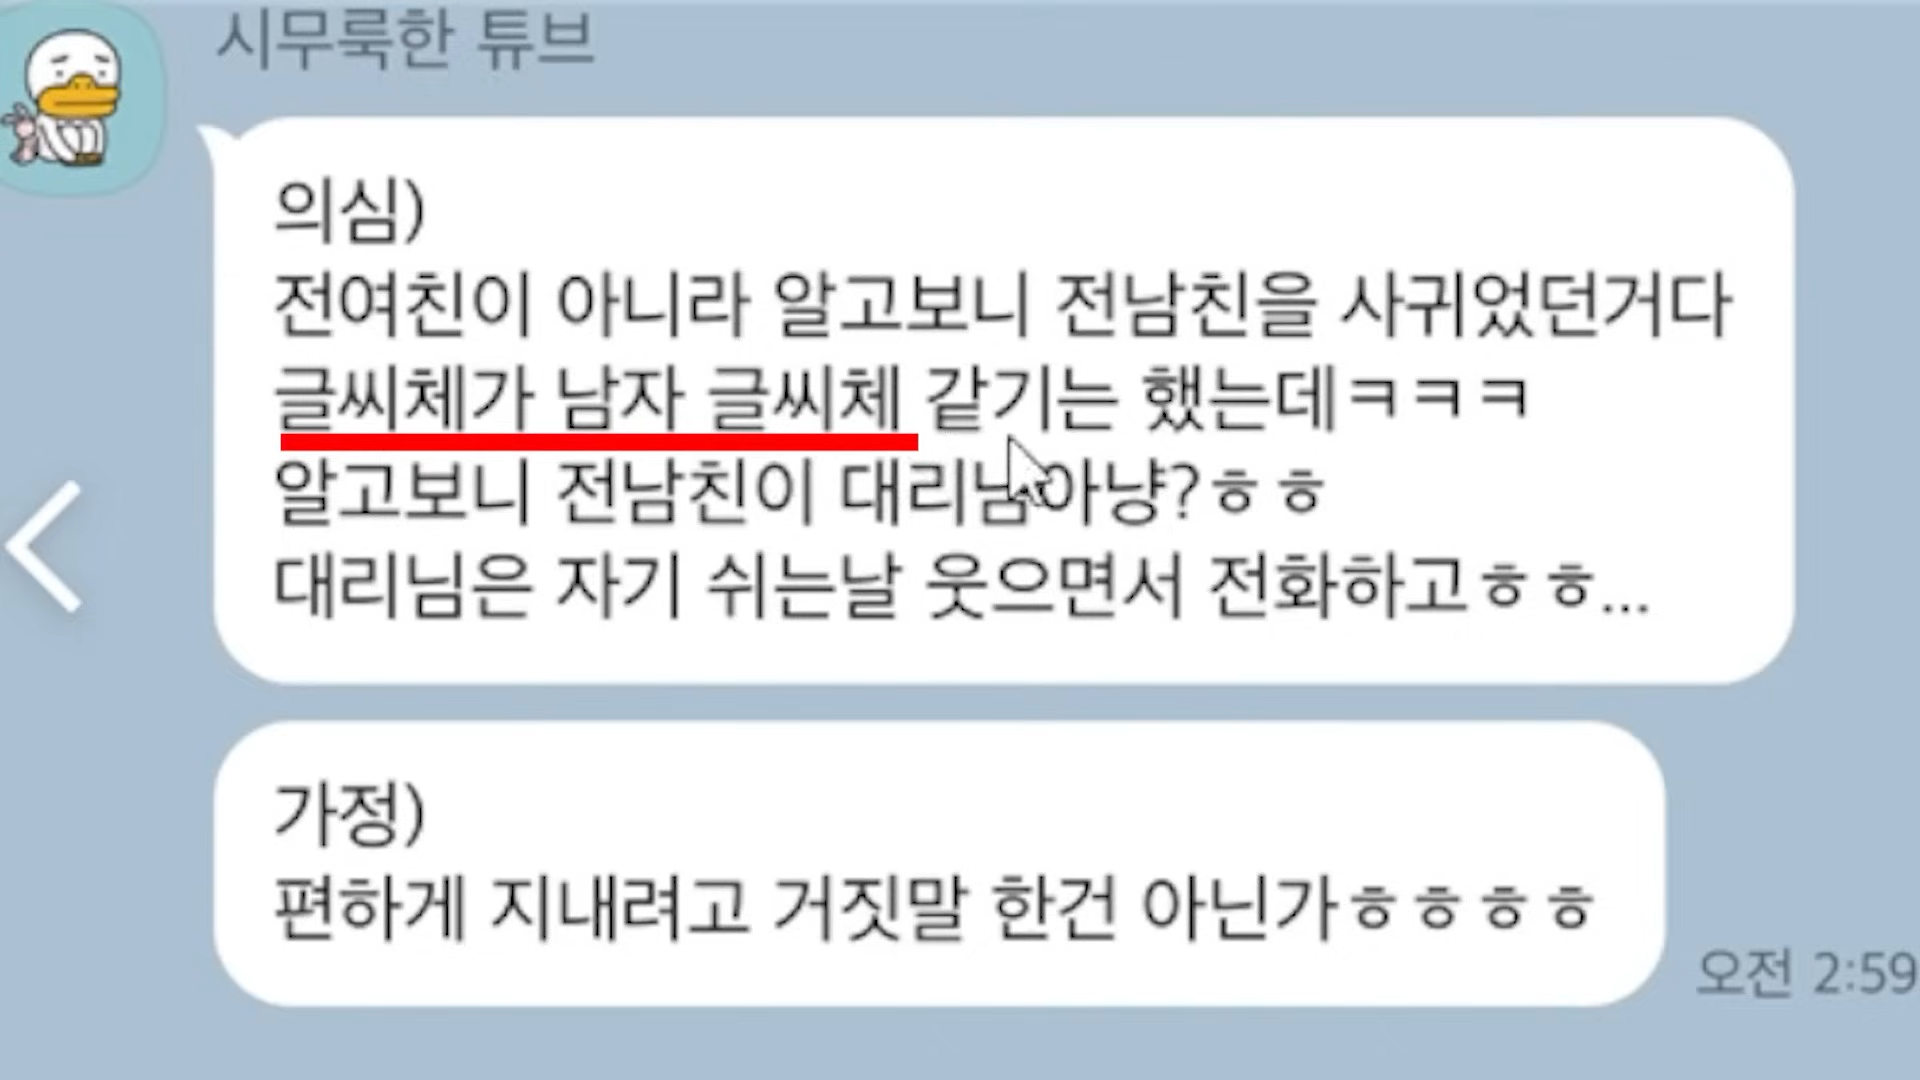 시무룩한 튜브
의심)
전여친이 아니라 알고보니 전남친을 사귀었던거다
글씨체가 남자 글씨체 같기는 했는데ㅋㅋㅋ
알고보니 전남친이 대리님아냥?ㅎㅎ
대리님은 자기 쉬는날 웃으면서 전화하고ㅎㅎ...
가정)
편하게 지내려고 거짓말 한건 아닌가ㅎㅎㅎㅎ
오전 2:59